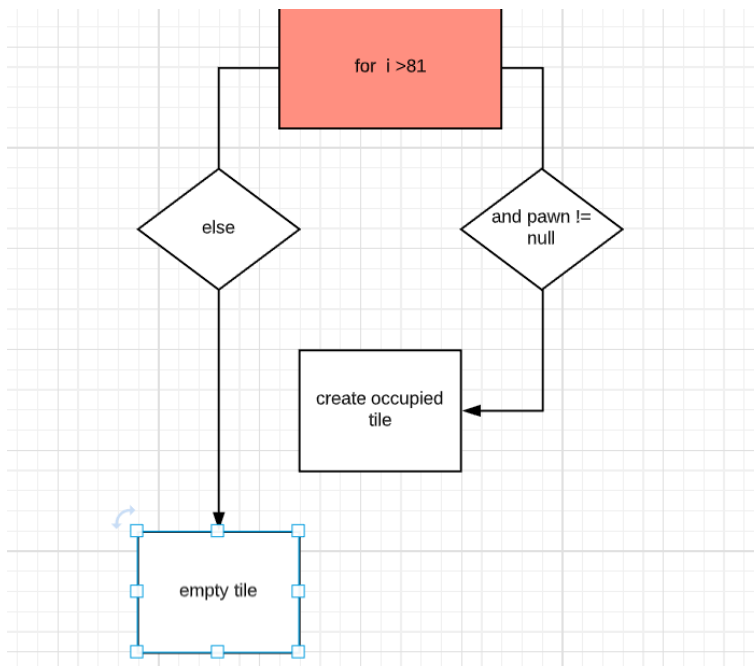 for i >81
else
and pawn !=
null
create occupied
tile
empty tile